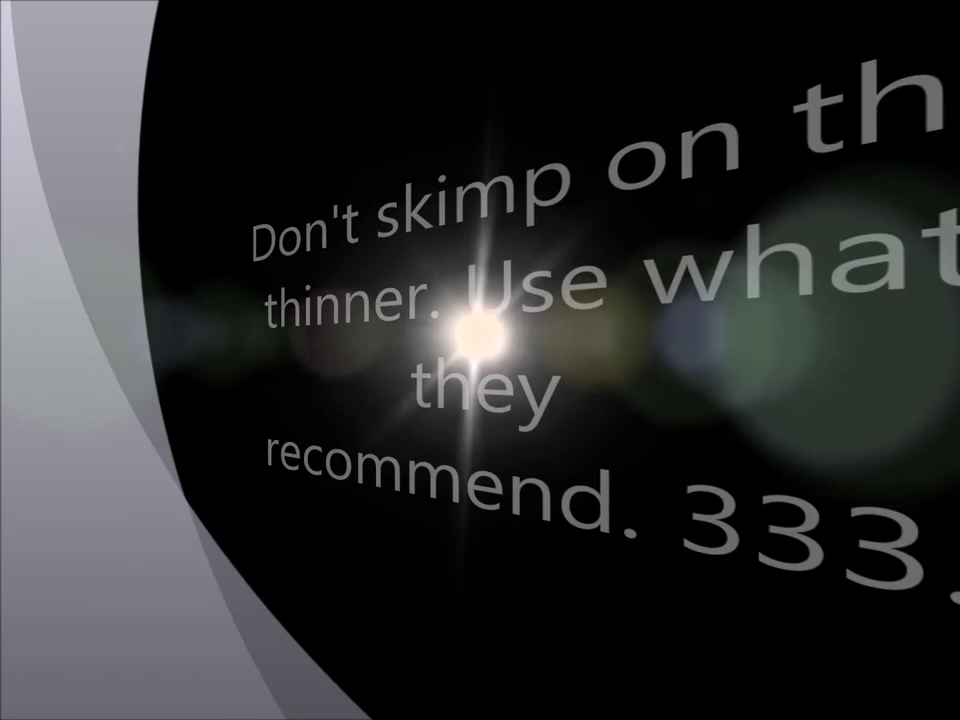 Don't skimp on th
thinner. Use what
they
recommend. 333.